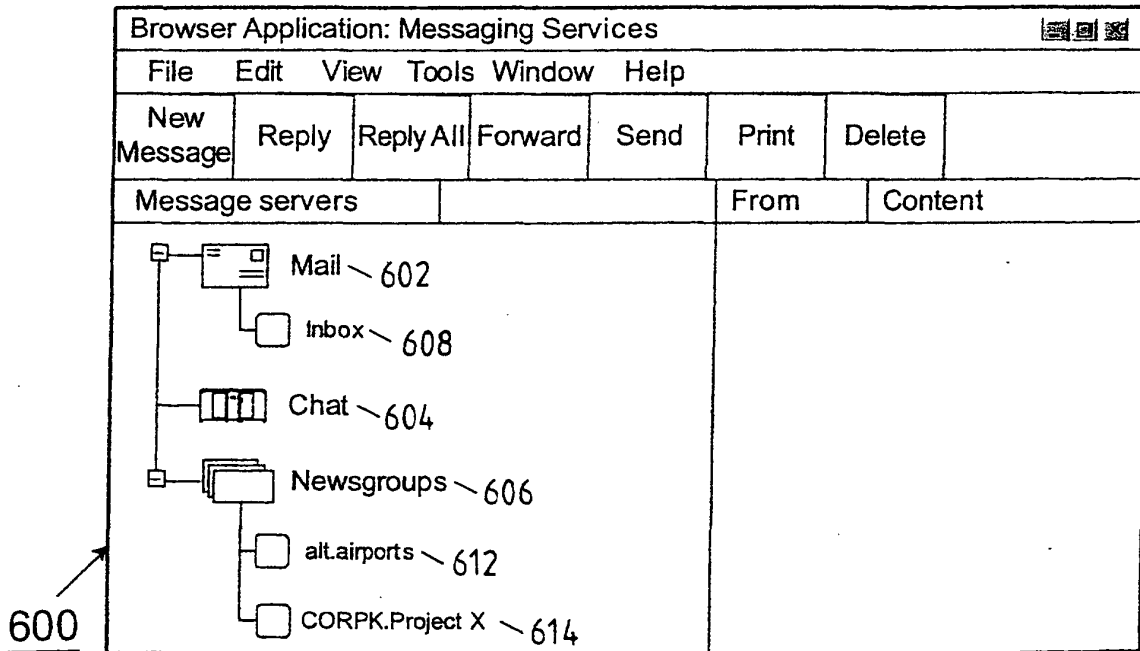 Browser Application: Messaging Services
File Edit View Tools Window Help
New Message Reply Reply All Forward Send Print Delete
Message servers From Content
Mail 602
Inbox 608
Chat 604
Newsgroups 606
alt.airports 612
CORPK.Project X 614
600